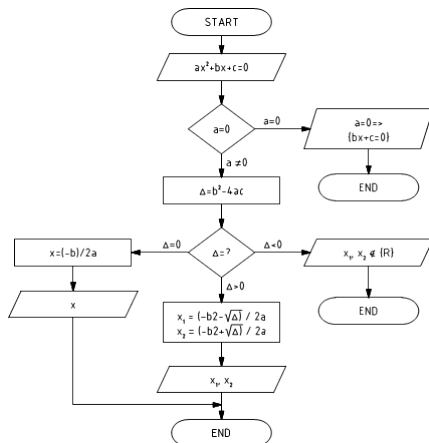 START
ax²+bx+c=0
a=0
a=0
a=0=>
{bx+c=0}
END
a≠0
Δ=b²-4ac
Δ=?
Δ=0
x=(-b)/2a
x
Δ<0
x₁, x₂ ∉ {R}
END
Δ>0
x₁ = (-b2-√Δ) / 2a
x₂ = (-b2+√Δ) / 2a
x₁, x₂
END